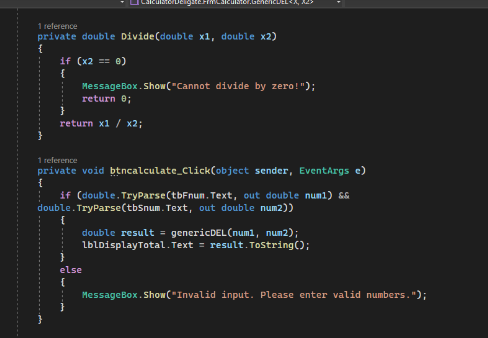 CalculatorDeligate.FrmCalculator.GenericDEL<X, X2>
1 reference
private double Divide(double x1, double x2)
{
if (x2 == 0)
{
MessageBox.Show("Cannot divide by zero!");
return 0;
}
return x1 / x2;
}
1 reference
private void btncalculate_Click(object sender, EventArgs e)
{
if (double.TryParse(tbFnum.Text, out double num1) &&
double.TryParse(tbSnum.Text, out double num2))
{
double result = genericDEL(num1, num2);
lblDisplayTotal.Text = result.ToString();
}
else
{
MessageBox.Show("Invalid input. Please enter valid numbers.");
}
}